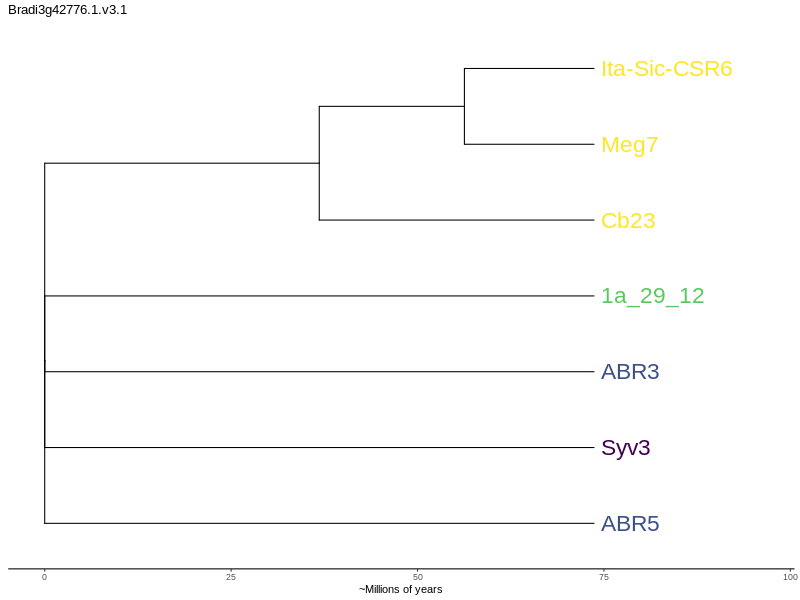 Bradi3g42776.1.v3.1
Ita-Sic-CSR6
Meg7
Cb23
1a_29_12
ABR3
Syv3
ABR5
0 25 50 75 100
~Millions of years